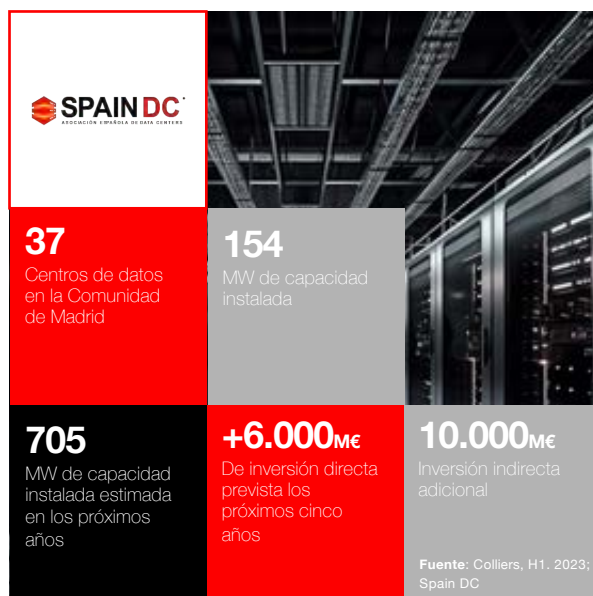 SPAIN DC
ASOCIACIÓN ESPAÑOLA DE DATA CENTERS
37
Centros de datos
en la Comunidad
de Madrid
154
MW de capacidad
instalada
705
MW de capacidad
instalada estimada
en los próximos
años
+6.000M€
De inversión directa
prevista los
próximos cinco
años
10.000M€
Inversión indirecta
adicional
Fuente: Colliers, H1. 2023;
Spain DC